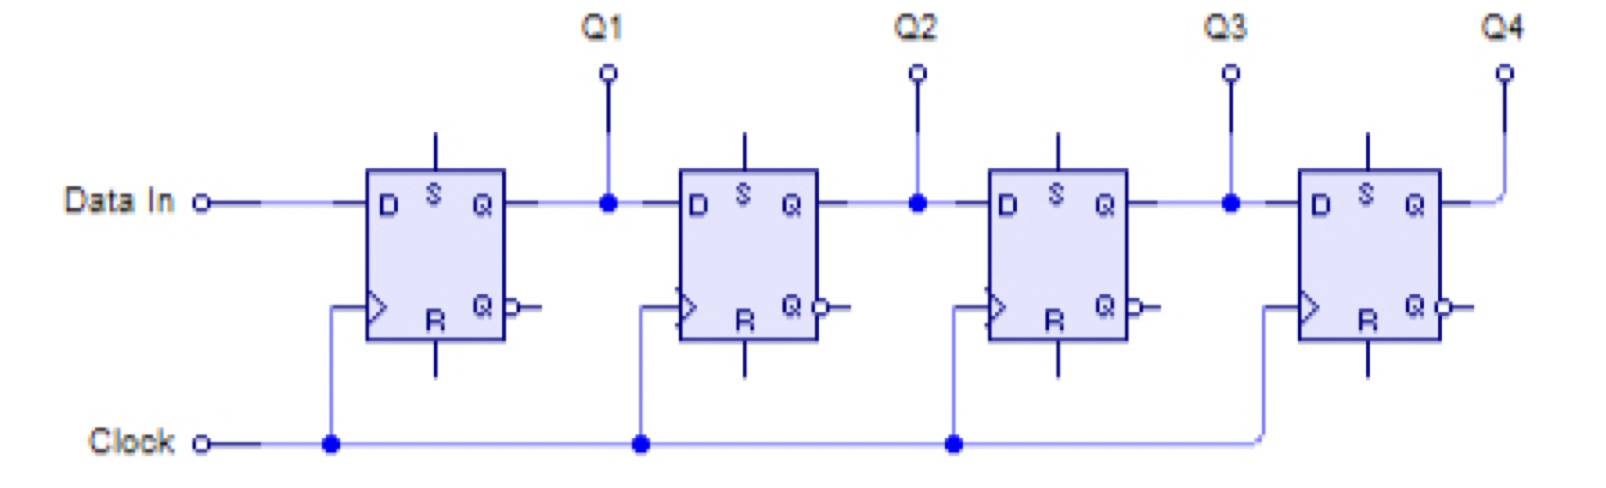 Q1 Q2 Q3 Q4
S S S S
Data In D Q D Q D Q D Q
R Q R Q R Q R Q
Clock